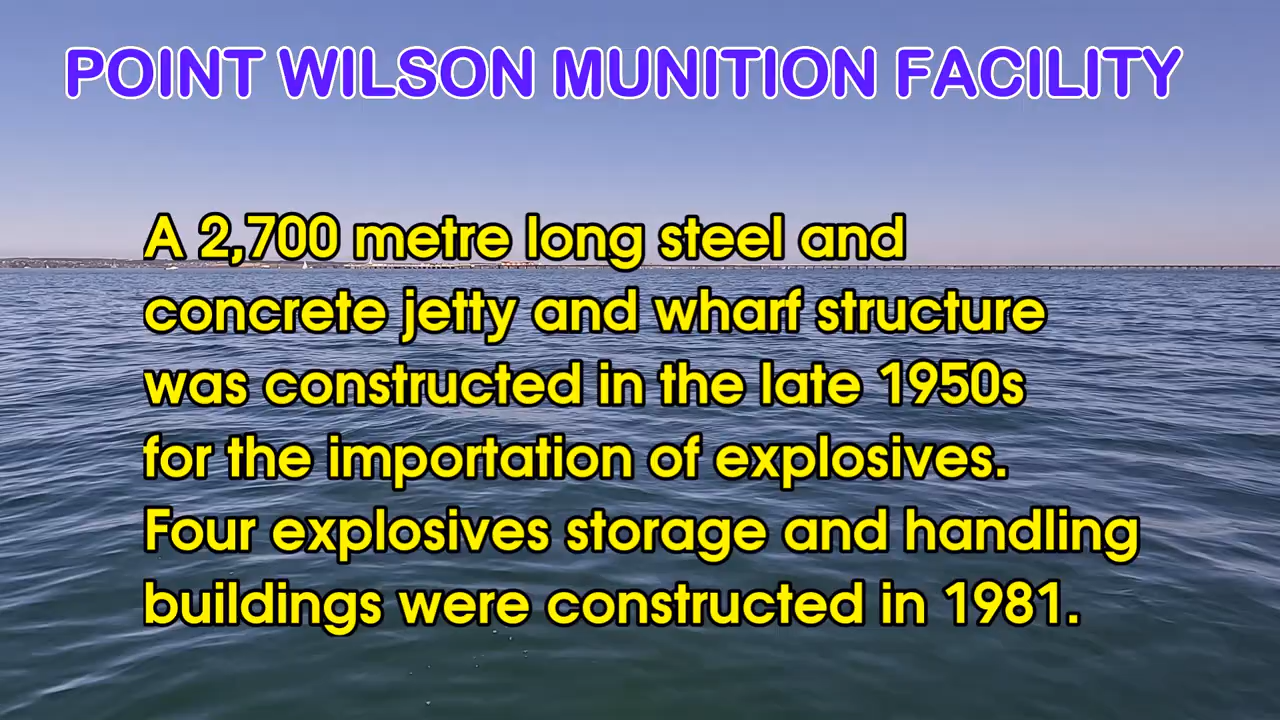 POINT WILSON MUNITION FACILITY
A 2,700 metre long steel and
concrete jetty and wharf structure
was constructed in the late 1950s
for the importation of explosives.
Four explosives storage and handling
buildings were constructed in 1981.